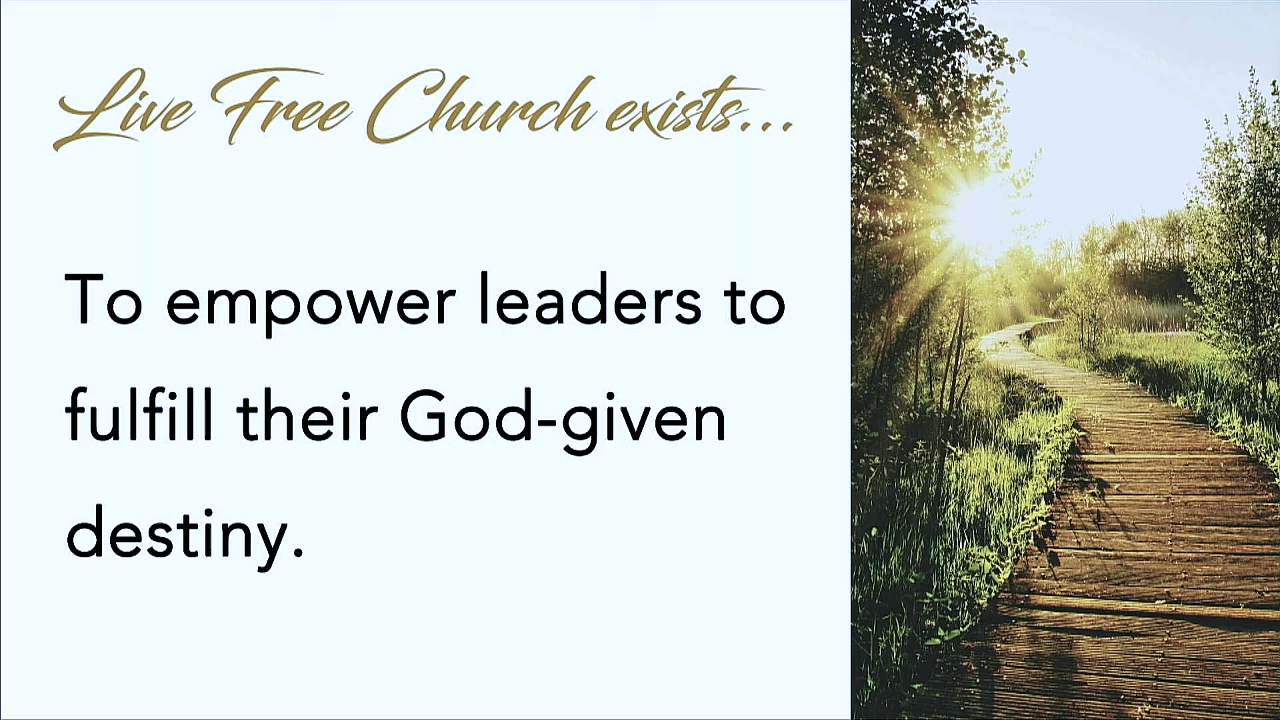 Live Free Church exists...
To empower leaders to
fulfill their God-given
destiny.